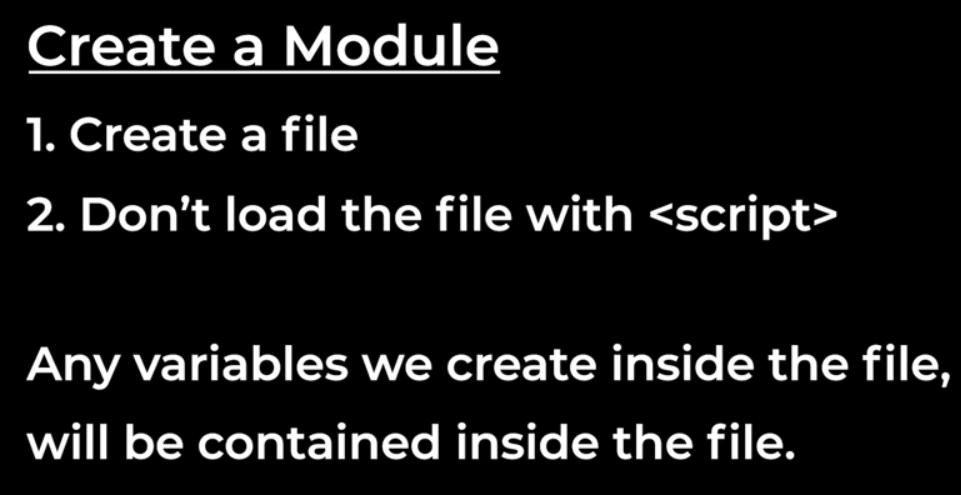 Create a Module
1. Create a file
2. Don’t load the file with <script>
Any variables we create inside the file,
will be contained inside the file.